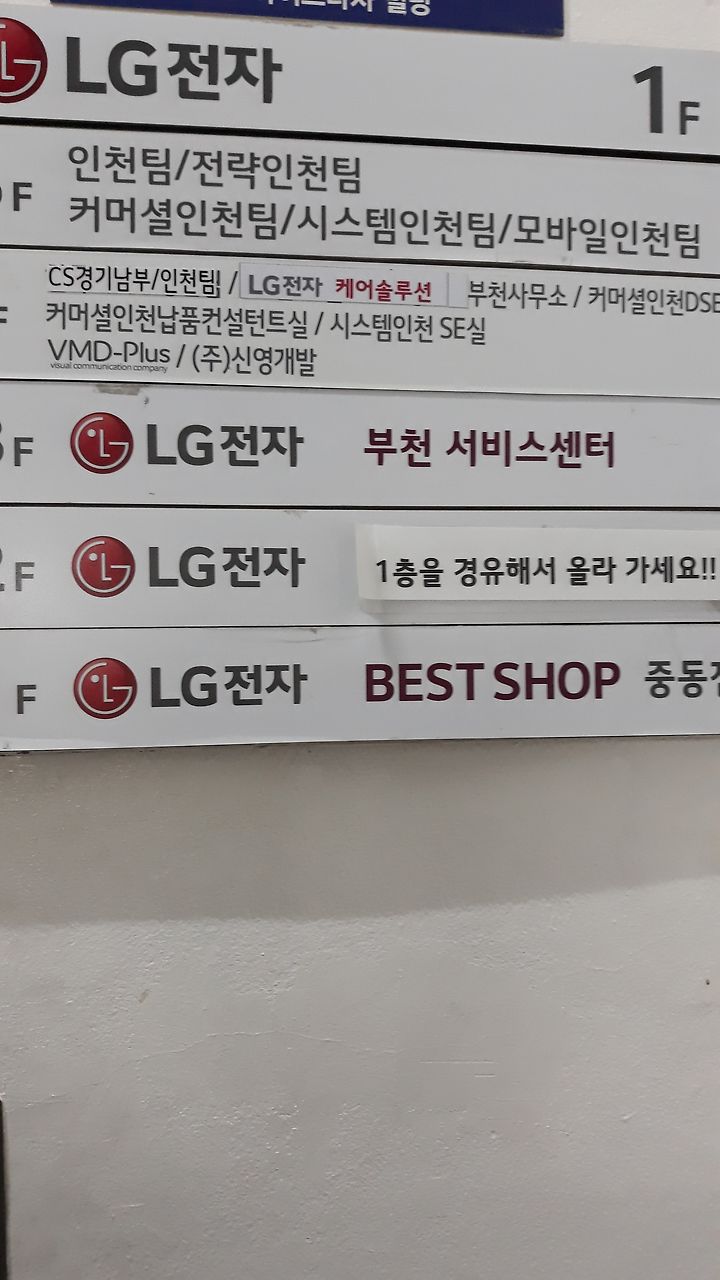 LG전자 1F
F 인천팀/전략인천팀
커머셜인천팀/시스템인천팀/모바일인천팀
CS경기남부/인천팀 / LG전자 케어솔루션 부천사무소 / 커머셜인천DSE
커머셜인천납품컨설턴트실 / 시스템인천 SE실
VMD-Plus / (주)신영개발
visual communication company
3F LG전자 부천 서비스센터
2F LG전자 1층을 경유해서 올라 가세요!!
F LG전자 BEST SHOP 중동